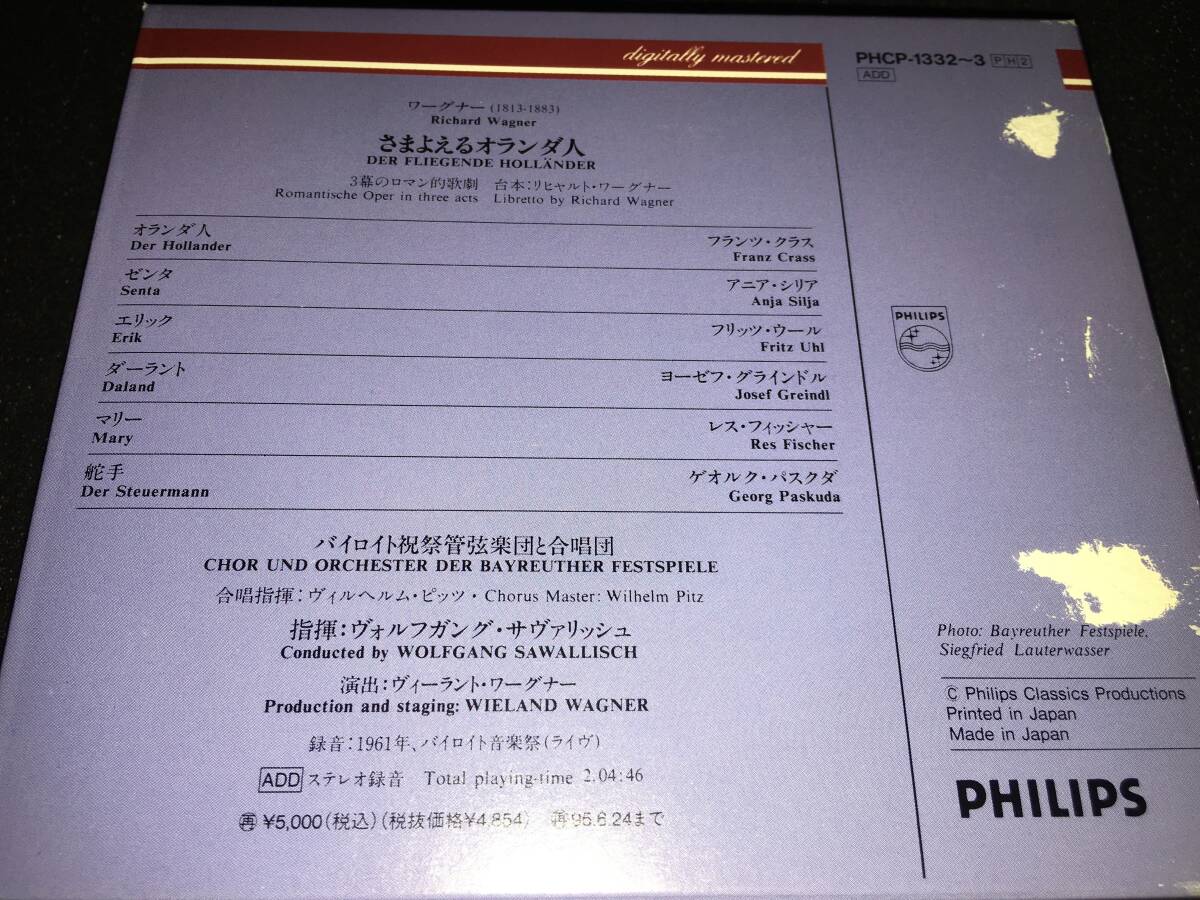 digitally mastered
PHCP-1332～3 PH2
ADD
ワーグナー (1813-1883)
Richard Wagner
さまよえるオランダ人
DER FLIEGENDE HOLLÄNDER
3幕のロマン的歌劇 台本：リヒャルト・ワーグナー
Romantische Oper in three acts Libretto by Richard Wagner
オランダ人 フランツ・クラス
Der Hollander Franz Crass
ゼンタ アニア・シリア
Senta Anja Silja
エリック フリッツ・ウール
Erik Fritz Uhl
ダーラント ヨーゼフ・グラインドル
Daland Josef Greindl
マリー レス・フィッシャー
Mary Res Fischer
舵手 ゲオルク・パスクダ
Der Steuermann Georg Paskuda
バイロイト祝祭管弦楽団と合唱団
CHOR UND ORCHESTER DER BAYREUTHER FESTSPIELE
合唱指揮：ヴィルヘルム・ピッツ・Chorus Master: Wilhelm Pitz
指揮：ヴォルフガング・サヴァリッシュ
Conducted by WOLFGANG SAWALLISCH
演出：ヴィーラント・ワーグナー
Production and staging: WIELAND WAGNER
録音：1961年、バイロイト音楽祭（ライヴ）
ADD ステレオ録音 Total playing-time 2.04:46
㊢¥5,000（税込）（税抜価格¥4,854） ㊢95.6.24まで
PHILIPS
Photo: Bayreuther Festspiele,
Siegfried Lauterwasser
© Philips Classics Productions
Printed in Japan
Made in Japan
PHILIPS